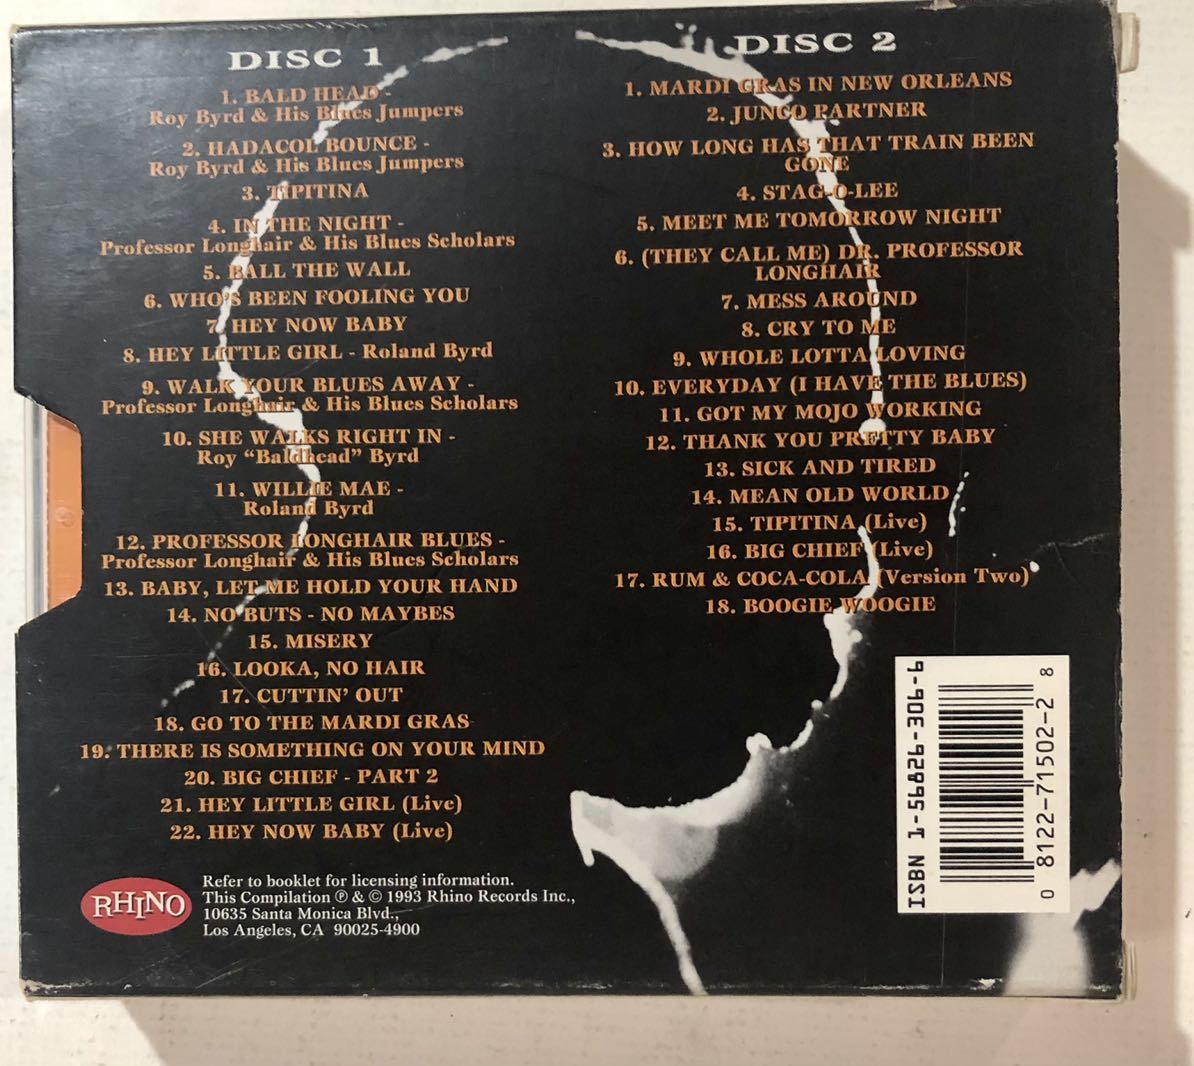 DISC 1
1. BALD HEAD -
Roy Byrd & His Blues Jumpers
2. HADACOL BOUNCE -
Roy Byrd & His Blues Jumpers
3. TIPITINA
4. IN THE NIGHT -
Professor Longhair & His Blues Scholars
5. BALL THE WALL
6. WHO'S BEEN FOOLING YOU
7. HEY NOW BABY
8. HEY LITTLE GIRL - Roland Byrd
9. WALK YOUR BLUES AWAY -
Professor Longhair & His Blues Scholars
10. SHE WALKS RIGHT IN -
Roy "Baldhead" Byrd
11. WILLIE MAE -
Roland Byrd
12. PROFESSOR LONGHAIR BLUES -
Professor Longhair & His Blues Scholars
13. BABY, LET ME HOLD YOUR HAND
14. NO BUTS - NO MAYBES
15. MISERY
16. LOOKA, NO HAIR
17. CUTTIN' OUT
18. GO TO THE MARDI GRAS
19. THERE IS SOMETHING ON YOUR MIND
20. BIG CHIEF - PART 2
21. HEY LITTLE GIRL (Live)
22. HEY NOW BABY (Live)
DISC 2
1. MARDI GRAS IN NEW ORLEANS
2. JUNCO PARTNER
3. HOW LONG HAS THAT TRAIN BEEN
GONE
4. STAG-O-LEE
5. MEET ME TOMORROW NIGHT
6. (THEY CALL ME) DR. PROFESSOR
LONGHAIR
7. MESS AROUND
8. CRY TO ME
9. WHOLE LOTTA LOVING
10. EVERYDAY (I HAVE THE BLUES)
11. GOT MY MOJO WORKING
12. THANK YOU PRETTY BABY
13. SICK AND TIRED
14. MEAN OLD WORLD
15. TIPITINA (Live)
16. BIG CHIEF (Live)
17. RUM & COCA-COLA (Version Two)
18. BOOGIE WOOGIE
RHINO
Refer to booklet for licensing information.
This Compilation ℗ & © 1993 Rhino Records Inc.,
10635 Santa Monica Blvd.,
Los Angeles, CA 90025-4900
ISBN 1-56826-306-6
0 8122-71502-2 8